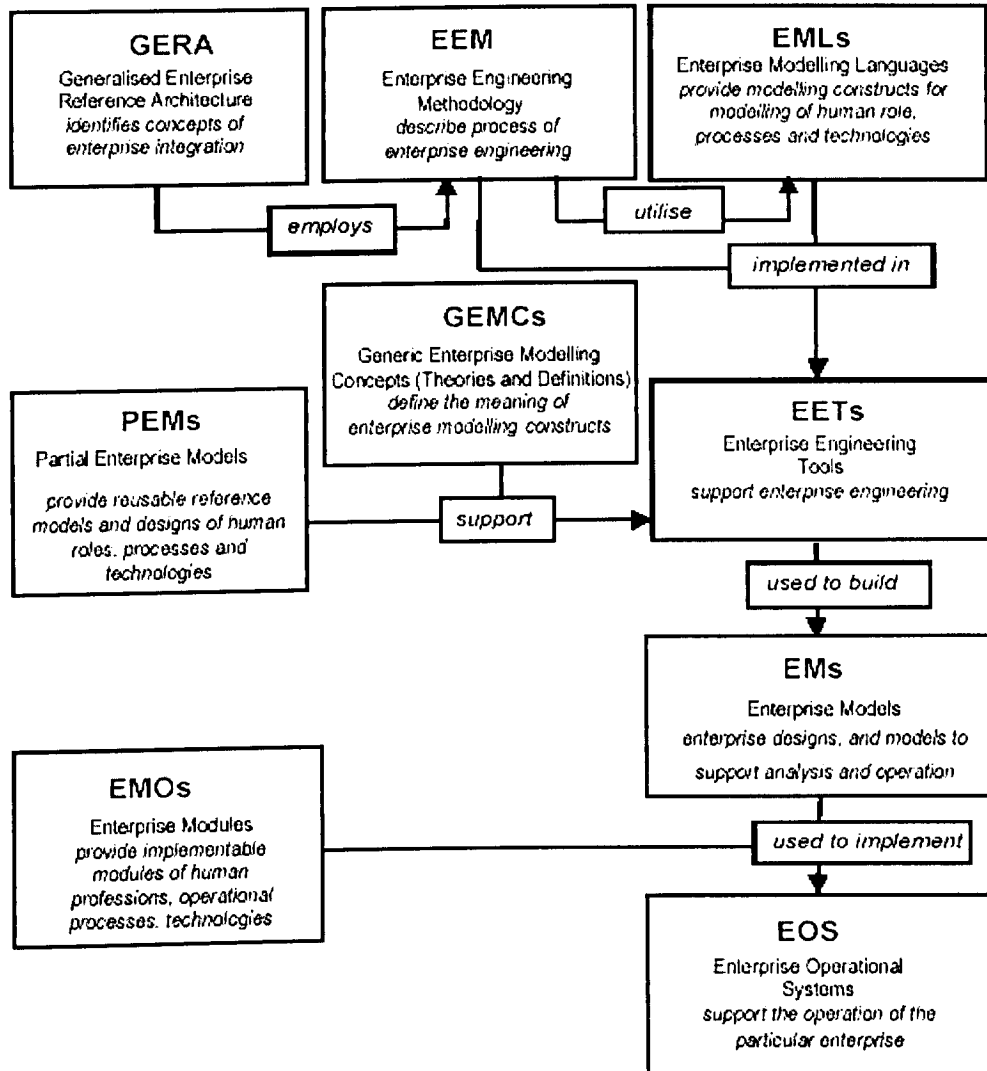 GERA
Generalised Enterprise
Reference Architecture
identifies concepts of
enterprise integration
EEM
Enterprise Engineering
Methodology
describe process of
enterprise engineering
EMLs
Enterprise Modelling Languages
provide modelling constructs for
modelling of human role,
processes and technologies
employs
utilise
implemented in
GEMCs
Generic Enterprise Modelling
Concepts (Theories and Definitions)
define the meaning of
enterprise modelling constructs
PEMs
Partial Enterprise Models
provide reusable reference
models and designs of human
roles, processes and
technologies
support
EETs
Enterprise Engineering
Tools
support enterprise engineering
used to build
EMs
Enterprise Models
enterprise designs, and models to
support analysis and operation
EMOs
Enterprise Modules
provide implementable
modules of human
professions, operational
processes, technologies
used to implement
EOS
Enterprise Operational
Systems
support the operation of the
particular enterprise